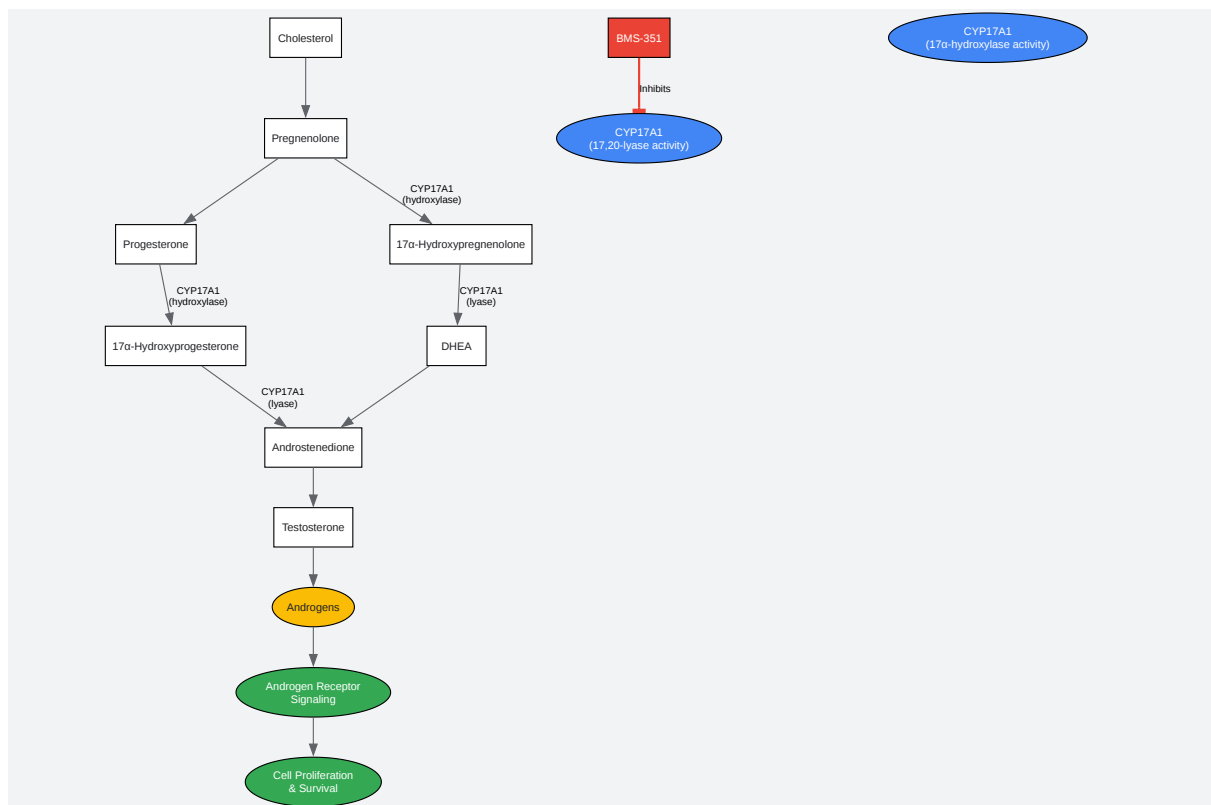 Cholesterol
BMS-351
CYP17A1
(17α-hydroxylase activity)
Inhibits
Pregnenolone
CYP17A1
(17,20-lyase activity)
CYP17A1
(hydroxylase)
Progesterone
17α-Hydroxypregnenolone
CYP17A1
(hydroxylase)
CYP17A1
(lyase)
17α-Hydroxyprogesterone
DHEA
CYP17A1
(lyase)
Androstenedione
Testosterone
Androgens
Androgen Receptor
Signaling
Cell Proliferation
& Survival